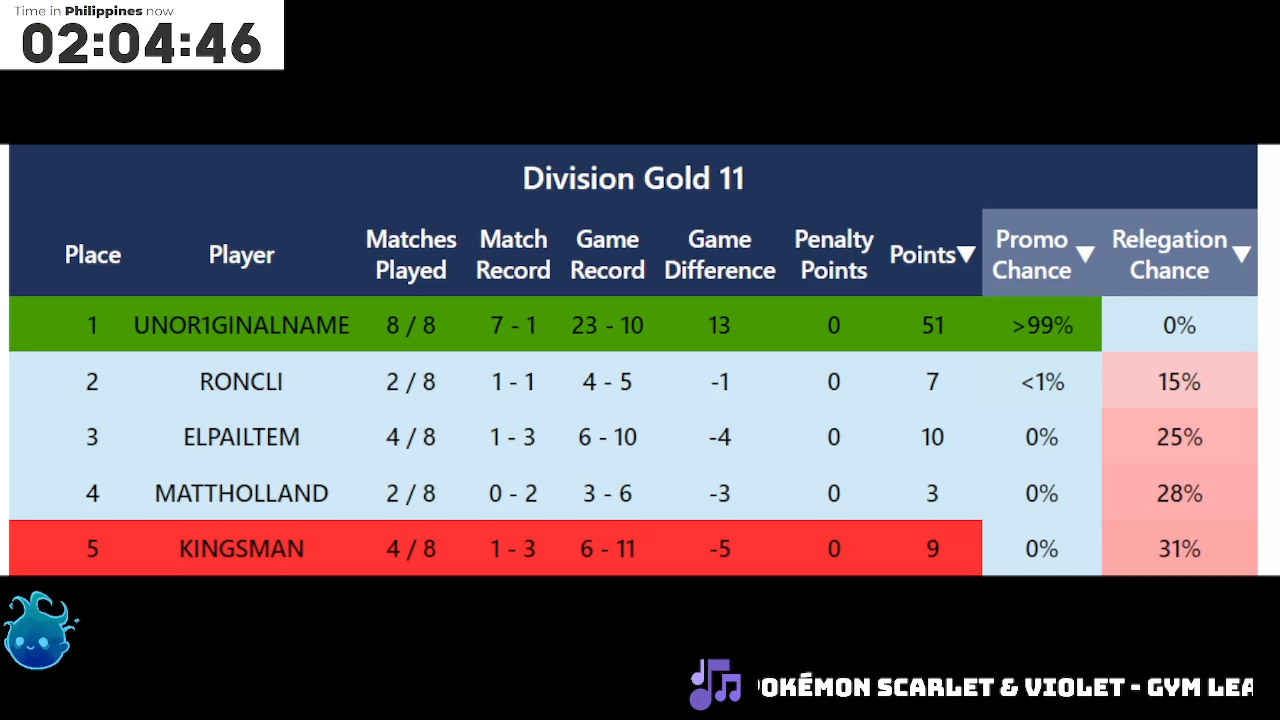 Time in Philippines now
02:04:46
Division Gold 11
Place Player Matches Played Match Record Game Record Game Difference Penalty Points Points▼ Promo Chance ▼ Relegation Chance ▼
1 UNOR1GINALNAME 8 / 8 7 - 1 23 - 10 13 0 51 >99% 0%
2 RONCLI 2 / 8 1 - 1 4 - 5 -1 0 7 <1% 15%
3 ELPAILTEM 4 / 8 1 - 3 6 - 10 -4 0 10 0% 25%
4 MATTHOLLAND 2 / 8 0 - 2 3 - 6 -3 0 3 0% 28%
5 KINGSMAN 4 / 8 1 - 3 6 - 11 -5 0 9 0% 31%
POKÉMON SCARLET & VIOLET - GYM LEA